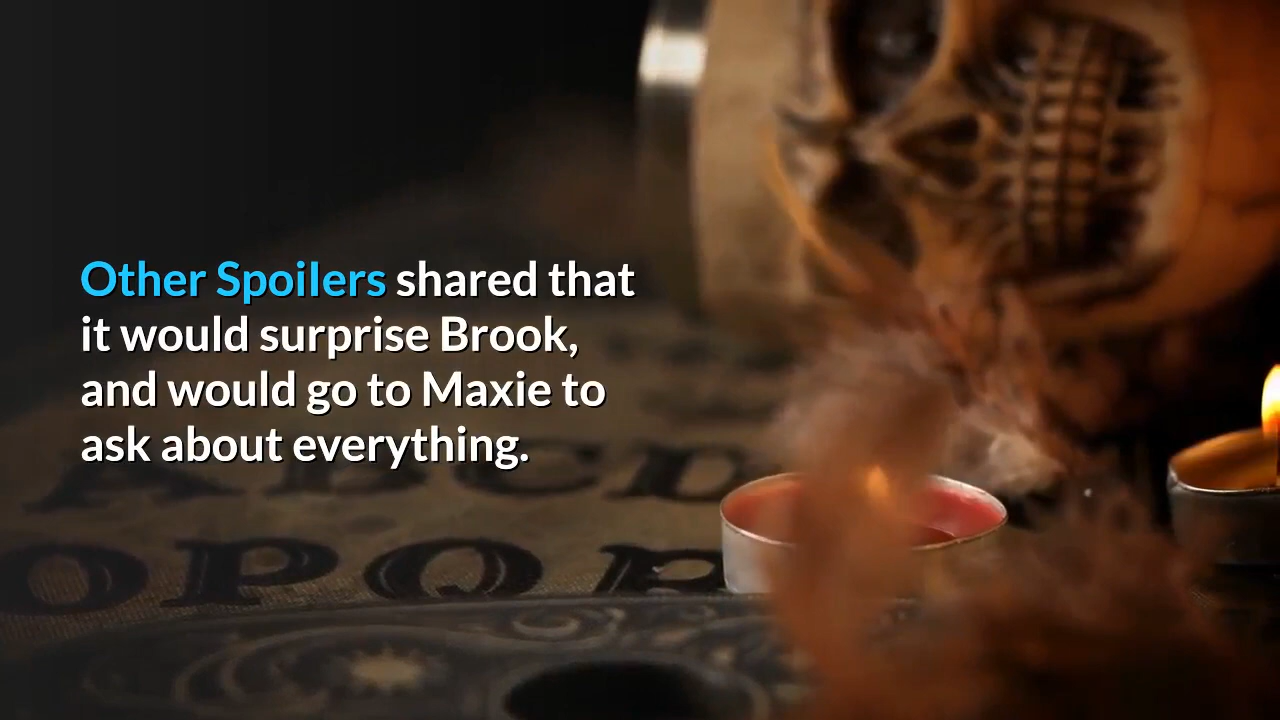 Other Spoilers shared that
it would surprise Brook,
and would go to Maxie to
ask about everything.
A B C D
O P Q R